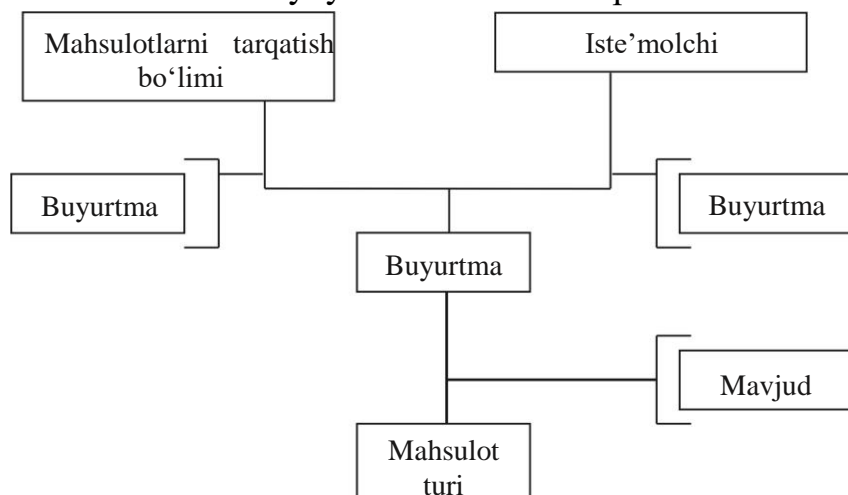 Mahsulotlarni tarqatish
bo‘limi
Iste’molchi
Buyurtma
Buyurtma
Buyurtma
Mavjud
Mahsulot
turi